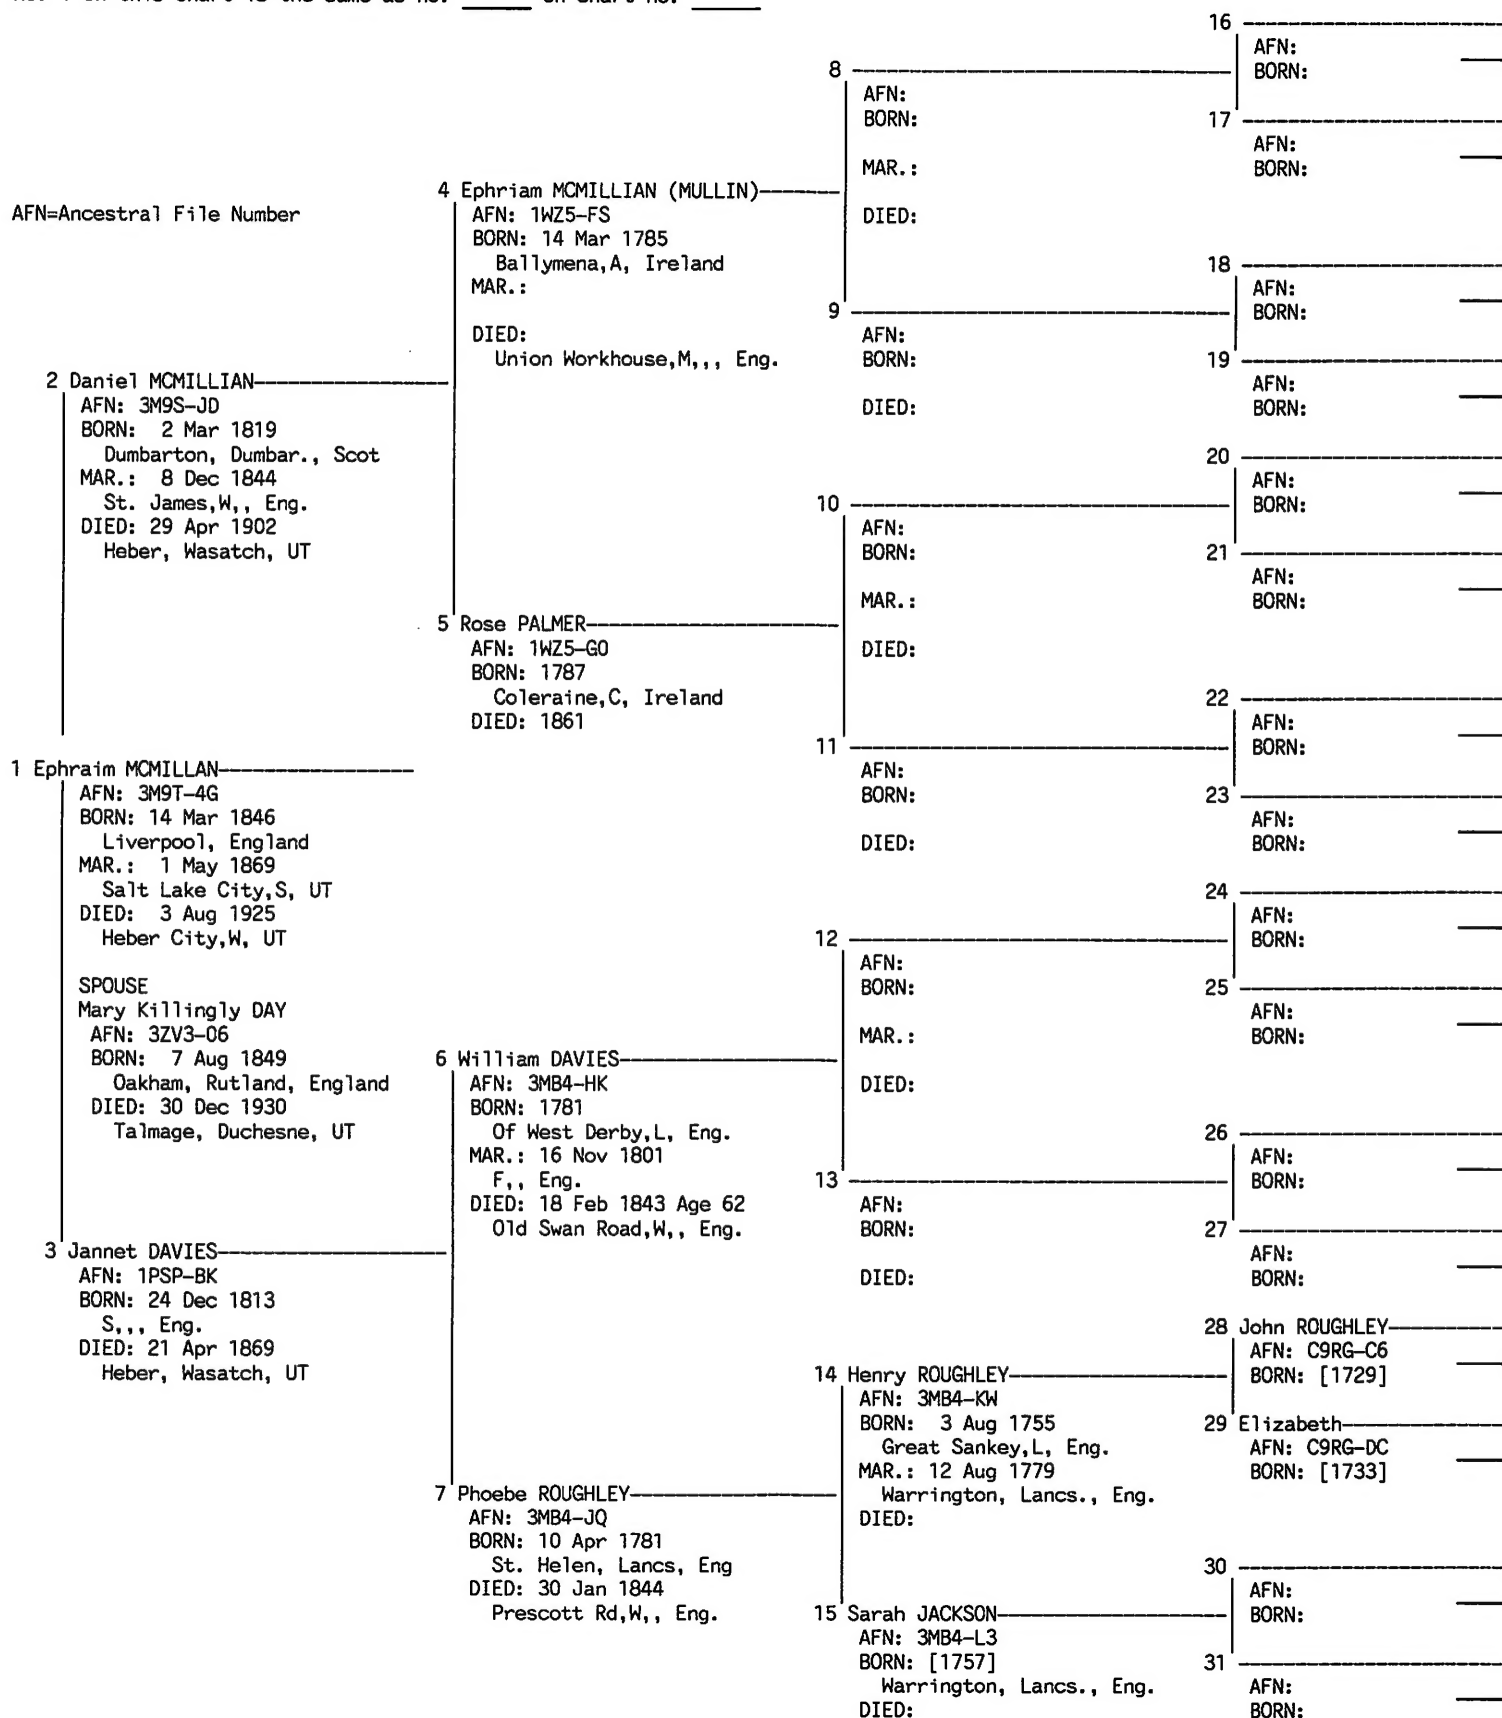 16
AFN:
BORN:
8
AFN:
BORN:
MAR.:
DIED:
17
AFN:
BORN:
AFN=Ancestral File Number
4 Ephriam MCMILLIAN (MULLIN)
AFN: 1WZ5-FS
BORN: 14 Mar 1785
Ballymena,A, Ireland
MAR.:
DIED:
Union Workhouse,M,,, Eng.
18
AFN:
BORN:
9
AFN:
BORN:
DIED:
19
AFN:
BORN:
2 Daniel MCMILLIAN
AFN: 3M9S-JD
BORN: 2 Mar 1819
Dumbarton, Dumbar., Scot
MAR.: 8 Dec 1844
St. James,W,, Eng.
DIED: 29 Apr 1902
Heber, Wasatch, UT
20
AFN:
BORN:
10
AFN:
BORN:
MAR.:
DIED:
21
AFN:
BORN:
5 Rose PALMER
AFN: 1WZ5-G0
BORN: 1787
Coleraine,C, Ireland
DIED: 1861
22
AFN:
BORN:
11
AFN:
BORN:
DIED:
23
AFN:
BORN:
1 Ephraim MCMILLAN
AFN: 3M9T-4G
BORN: 14 Mar 1846
Liverpool, England
MAR.: 1 May 1869
Salt Lake City,S, UT
DIED: 3 Aug 1925
Heber City,W, UT
SPOUSE
Mary Killingly DAY
AFN: 3ZV3-06
BORN: 7 Aug 1849
Oakham, Rutland, England
DIED: 30 Dec 1930
Talmage, Duchesne, UT
24
AFN:
BORN:
12
AFN:
BORN:
MAR.:
DIED:
25
AFN:
BORN:
6 William DAVIES
AFN: 3MB4-HK
BORN: 1781
Of West Derby,L, Eng.
MAR.: 16 Nov 1801
F,, Eng.
DIED: 18 Feb 1843 Age 62
Old Swan Road,W,, Eng.
26
AFN:
BORN:
13
AFN:
BORN:
DIED:
27
AFN:
BORN:
3 Jannet DAVIES
AFN: 1PSP-BK
BORN: 24 Dec 1813
S,,, Eng.
DIED: 21 Apr 1869
Heber, Wasatch, UT
28 John ROUGHLEY
AFN: C9RG-C6
BORN: [1729]
14 Henry ROUGHLEY
AFN: 3MB4-KW
BORN: 3 Aug 1755
Great Sankey,L, Eng.
MAR.: 12 Aug 1779
Warrington, Lancs., Eng.
DIED:
29 Elizabeth
AFN: C9RG-DC
BORN: [1733]
7 Phoebe ROUGHLEY
AFN: 3MB4-JQ
BORN: 10 Apr 1781
St. Helen, Lancs, Eng
DIED: 30 Jan 1844
Prescott Rd,W,, Eng.
30
AFN:
BORN:
15 Sarah JACKSON
AFN: 3MB4-L3
BORN: [1757]
Warrington, Lancs., Eng.
DIED:
31
AFN:
BORN: